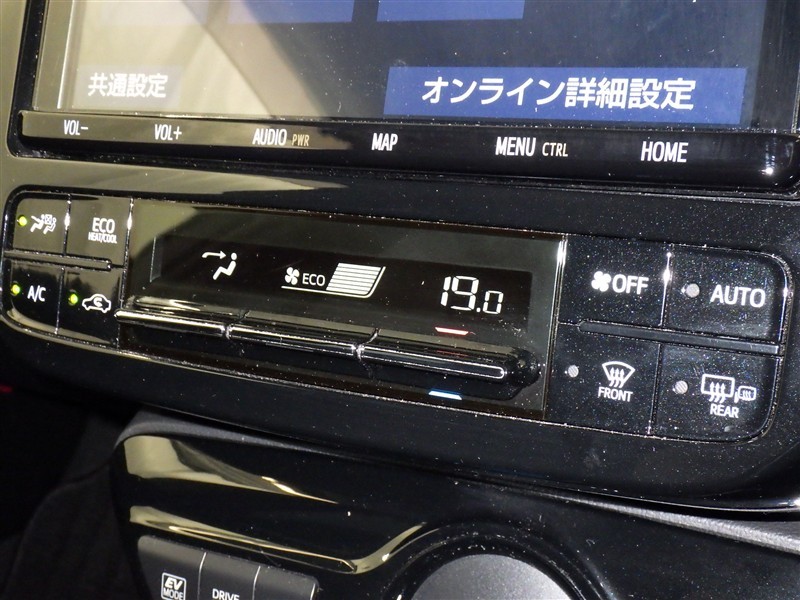 共通設定
オンライン詳細設定
VOL- VOL+ AUDIO PWR MAP MENU CTRL HOME
ECO
HEAT/COOL
A/C
ECO
19.0
OFF
AUTO
FRONT
REAR
EV
MODE
DRIVE